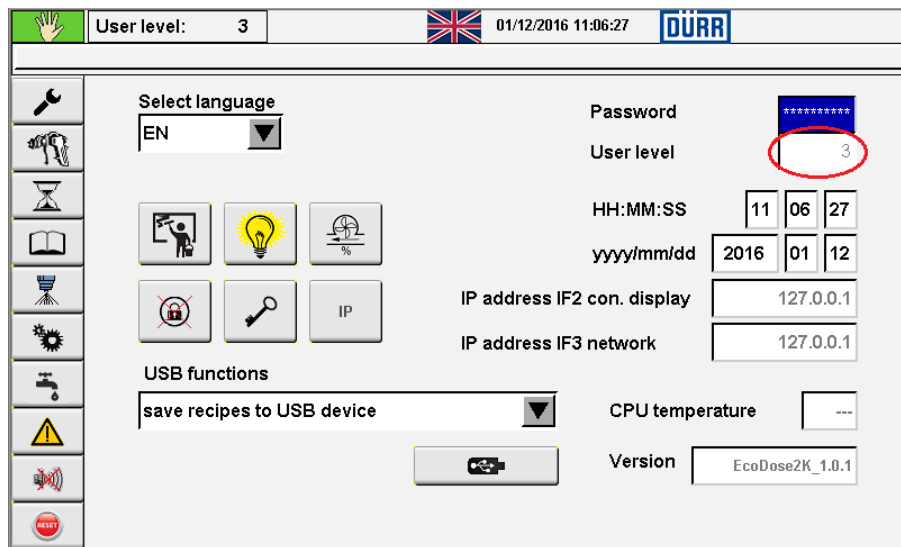 User level: 3 01/12/2016 11:06:27 DÜRR
Select language
EN
Password **********
User level 3
HH:MM:SS 11 06 27
yyyy/mm/dd 2016 01 12
%
IP
IP address IF2 con. display 127.0.0.1
IP address IF3 network 127.0.0.1
USB functions
save recipes to USB device
CPU temperature ---
Version EcoDose2K_1.0.1
RESET